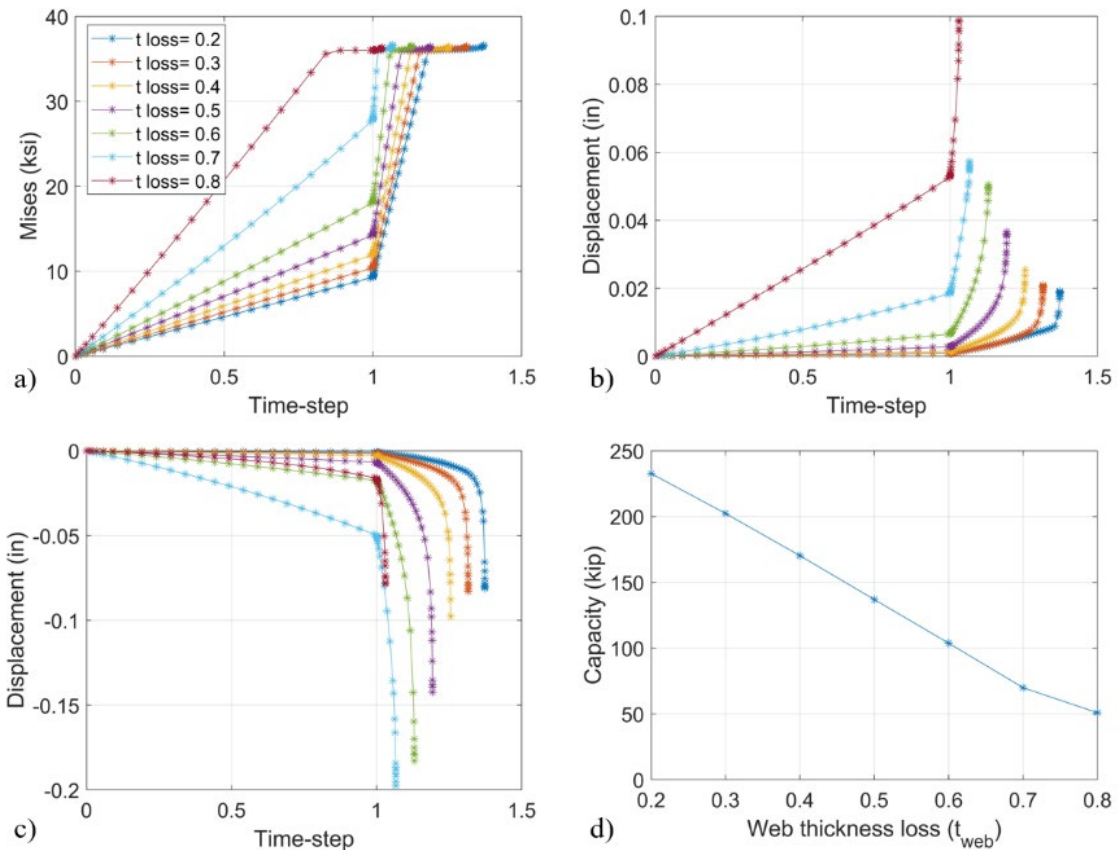 40
30
20
10
0
Mises (ksi)
t loss= 0.2
t loss= 0.3
t loss= 0.4
t loss= 0.5
t loss= 0.6
t loss= 0.7
t loss= 0.8
0 0.5 1 1.5
Time-step
a)
0.1
0.08
0.06
0.04
0.02
0
Displacement (in)
0 0.5 1 1.5
Time-step
b)
0
-0.05
-0.1
-0.15
-0.2
Displacement (in)
0 0.5 1 1.5
Time-step
c)
250
200
150
100
50
0
Capacity (kip)
0.2 0.3 0.4 0.5 0.6 0.7 0.8
Web thickness loss (t_web)
d)